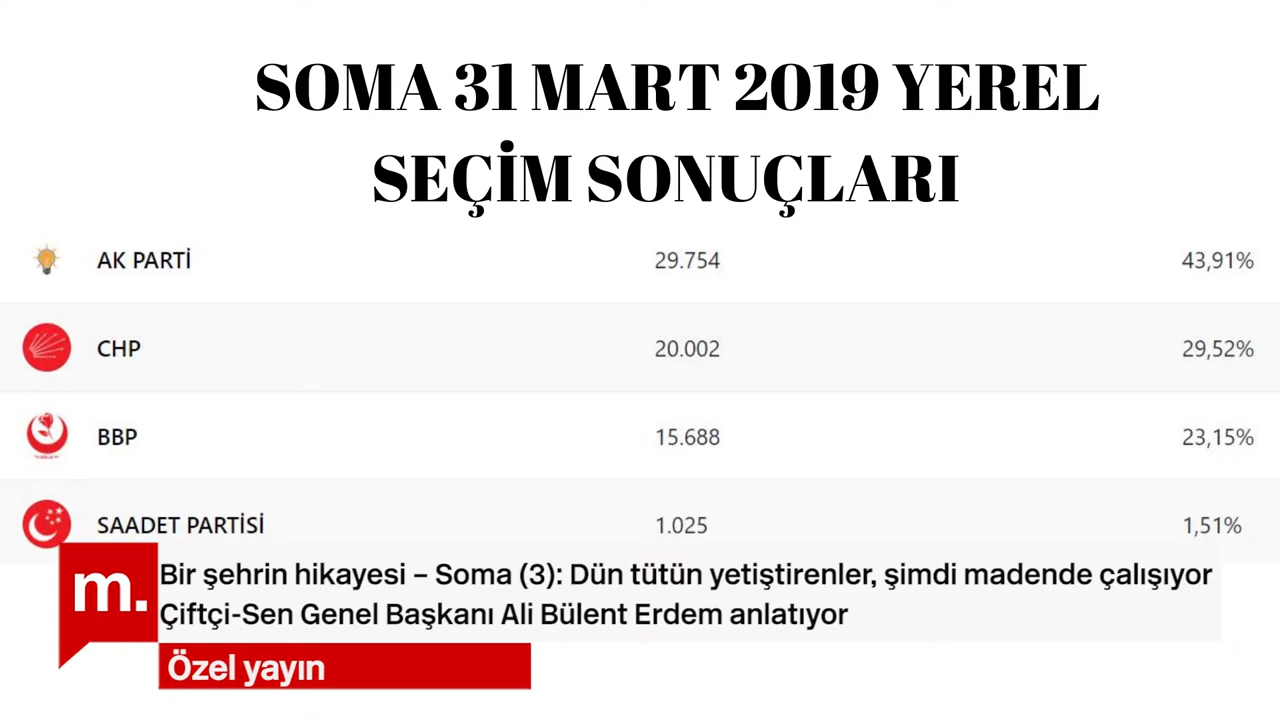 SOMA 31 MART 2019 YEREL
SEÇİM SONUÇLARI
AK PARTİ 29.754 43,91%
CHP 20.002 29,52%
BBP 15.688 23,15%
SAADET PARTİSİ 1.025 1,51%
m. Bir şehrin hikayesi – Soma (3): Dün tütün yetiştirenler, şimdi madende çalışıyor
Çiftçi-Sen Genel Başkanı Ali Bülent Erdem anlatıyor
Özel yayın